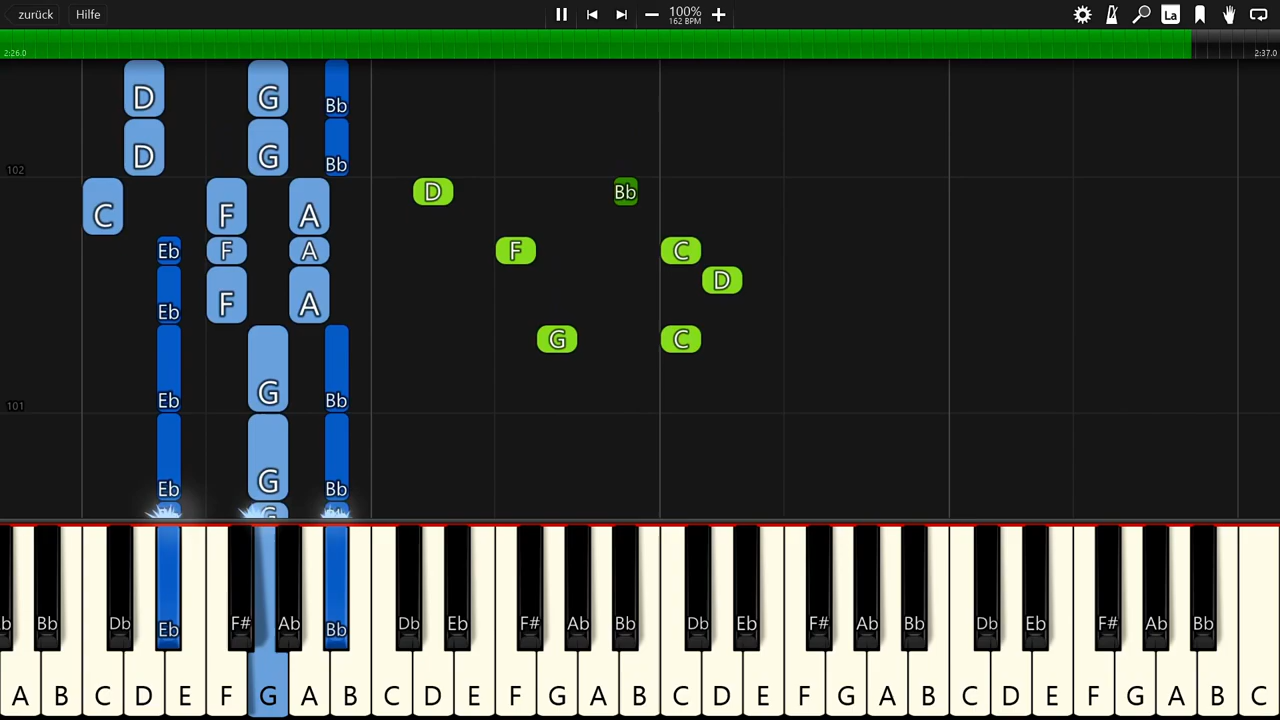 zurück Hilfe 100% La
162 BPM
2:26.0 2:37.0
D G Bb
D G Bb
102
D Bb
C F A
Eb F A F C
D
Eb F A
G C
Eb G Bb
101
Eb G Bb
G
Bb Db Eb F# Ab Bb Db Eb F# Ab Bb Db Eb F# Ab Bb Db Eb F# Ab Bb
A B C D E F G A B C D E F G A B C D E F G A B C D E F G A B C